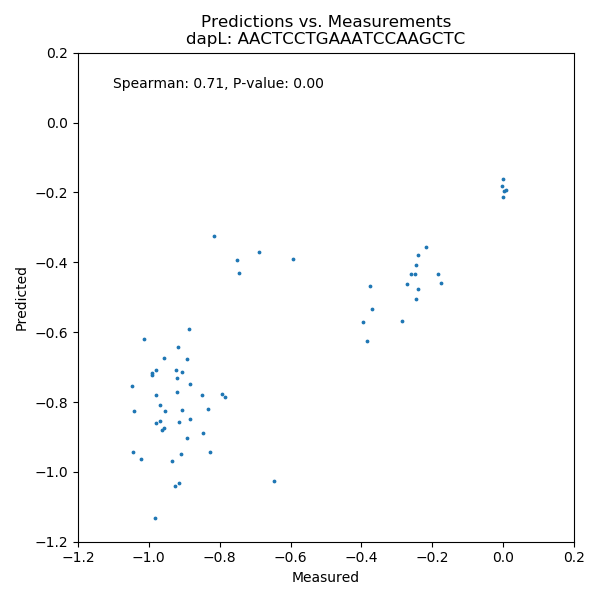 Predictions vs. Measurements
dapL: AACTCCTGAAATCCAAGCTC
0.2
Spearman: 0.71, P-value: 0.00
0.0
−0.2
−0.4
Predicted
−0.6
−0.8
−1.0
−1.2
−1.2 −1.0 −0.8 −0.6 −0.4 −0.2 0.0 0.2
Measured